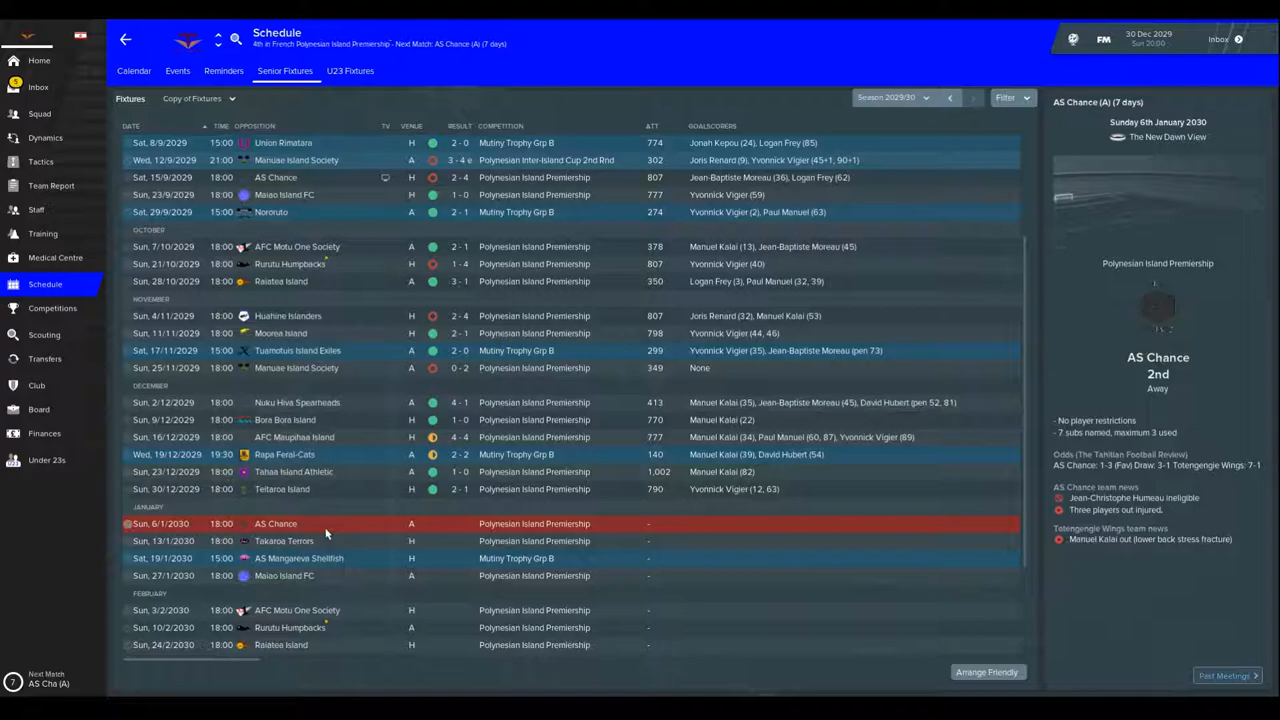 Schedule
4th in French Polynesian Island Premiership - Next Match: AS Chance (A) (7 days)
30 Dec 2029
Sun 20:00
FM
Inbox
Calendar Events Reminders Senior Fixtures U23 Fixtures
Home
5
Inbox
Squad
Dynamics
Tactics
Team Report
Staff
Training
Medical Centre
Schedule
Competitions
Scouting
Transfers
Club
Board
Finances
U23
Under 23s
7 Next Match
AS Cha (A)
Fixtures Copy of Fixtures Season 2029/30 Filter
DATE TIME OPPOSITION TV VENUE RESULT COMPETITION ATT GOALSCORERS
Sat, 8/9/2029 15:00 Union Rimatara H 2 - 0 Mutiny Trophy Grp B 774 Jonah Kepou (24), Logan Frey (85)
Wed, 12/9/2029 21:00 Manuae Island Society A 3 - 4 e Polynesian Inter-Island Cup 2nd Rnd 302 Joris Renard (9), Yvonnick Vigier (45+1, 90+1)
Sat, 15/9/2029 18:00 AS Chance H 2 - 4 Polynesian Island Premiership 807 Jean-Baptiste Moreau (36), Logan Frey (62)
Sun, 23/9/2029 18:00 Maiao Island FC H 1 - 0 Polynesian Island Premiership 777 Yvonnick Vigier (59)
Sat, 29/9/2029 15:00 Nororuto A 2 - 1 Mutiny Trophy Grp B 274 Yvonnick Vigier (2), Paul Manuel (63)
OCTOBER
Sun, 7/10/2029 18:00 AFC Motu One Society A 2 - 1 Polynesian Island Premiership 378 Manuel Kalai (13), Jean-Baptiste Moreau (45)
Sun, 21/10/2029 18:00 Rurutu Humpbacks H 1 - 4 Polynesian Island Premiership 807 Yvonnick Vigier (40)
Sun, 28/10/2029 18:00 Raiatea Island A 3 - 1 Polynesian Island Premiership 350 Logan Frey (3), Paul Manuel (32, 39)
NOVEMBER
Sun, 4/11/2029 18:00 Huahine Islanders H 2 - 4 Polynesian Island Premiership 807 Joris Renard (32), Manuel Kalai (53)
Sun, 11/11/2029 18:00 Moorea Island H 2 - 1 Polynesian Island Premiership 798 Yvonnick Vigier (44, 46)
Sat, 17/11/2029 15:00 Tuamotuis Island Exiles A 2 - 0 Mutiny Trophy Grp B 299 Yvonnick Vigier (35), Jean-Baptiste Moreau (pen 73)
Sun, 25/11/2029 18:00 Manuae Island Society A 0 - 2 Polynesian Island Premiership 349 None
DECEMBER
Sun, 2/12/2029 18:00 Nuku Hiva Spearheads A 4 - 1 Polynesian Island Premiership 413 Manuel Kalai (35), Jean-Baptiste Moreau (45), David Hubert (pen 52, 81)
Sun, 9/12/2029 18:00 Bora Bora Island H 1 - 0 Polynesian Island Premiership 770 Manuel Kalai (22)
Sun, 16/12/2029 18:00 AFC Maupihaa Island H 4 - 4 Polynesian Island Premiership 777 Manuel Kalai (34), Paul Manuel (60, 87), Yvonnick Vigier (89)
Wed, 19/12/2029 19:30 Rapa Feral-Cats A 2 - 2 Mutiny Trophy Grp B 140 Manuel Kalai (39), David Hubert (54)
Sun, 23/12/2029 18:00 Tahaa Island Athletic A 1 - 0 Polynesian Island Premiership 1,002 Manuel Kalai (82)
Sun, 30/12/2029 18:00 Teitaroa Island H 2 - 1 Polynesian Island Premiership 790 Yvonnick Vigier (12, 63)
JANUARY
Sun, 6/1/2030 18:00 AS Chance A Polynesian Island Premiership -
Sun, 13/1/2030 18:00 Takaroa Terrors H Polynesian Island Premiership -
Sat, 19/1/2030 15:00 AS Mangareva Shellfish H Mutiny Trophy Grp B -
Sun, 27/1/2030 18:00 Maiao Island FC A Polynesian Island Premiership -
FEBRUARY
Sun, 3/2/2030 18:00 AFC Motu One Society H Polynesian Island Premiership -
Sun, 10/2/2030 18:00 Rurutu Humpbacks A Polynesian Island Premiership -
Sun, 24/2/2030 18:00 Raiatea Island H Polynesian Island Premiership -
Arrange Friendly
AS Chance (A) (7 days)
Sunday 6th January 2030
The New Dawn View
Polynesian Island Premiership
AS Chance
2nd
Away
- No player restrictions
- 7 subs named, maximum 3 used
Odds (The Tahitian Football Review)
AS Chance: 1-3 (Fav) Draw: 3-1 Totengengie Wings: 7-1
AS Chance team news
Jean-Christophe Humeau ineligible
Three players out injured.
Totengengie Wings team news
Manuel Kalai out (lower back stress fracture)
Past Meetings